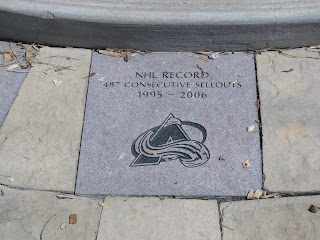 NHL RECORD
487 CONSECUTIVE SELLOUTS
1995 - 2006